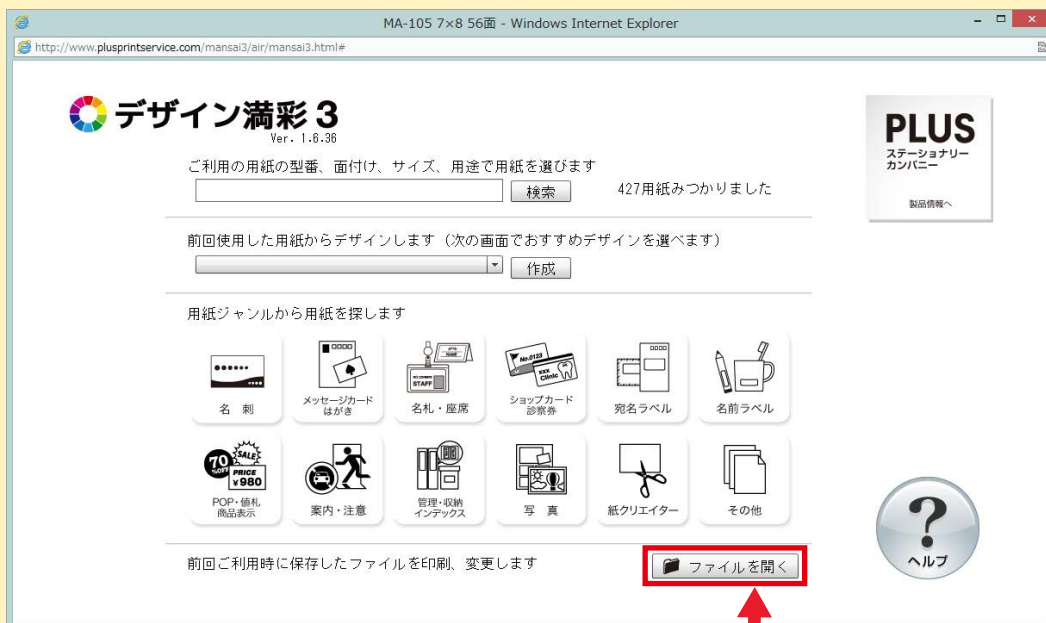 MA-105 7×8 56面 - Windows Internet Explorer
http://www.plusprintservice.com/mansai3/air/mansai3.html#
デザイン満彩3
Ver. 1.6.36
ご利用の用紙の型番、面付け、サイズ、用途で用紙を選びます
検索
427用紙みつかりました
PLUS
ステーショナリー
カンパニー
製品情報へ
前回使用した用紙からデザインします（次の画面でおすすめデザインを選べます）
作成
用紙ジャンルから用紙を探します
No.0123
STAFF
xxx
Clinic
名 刺
メッセージカード
はがき
名札・座席
ショップカード
診察券
宛名ラベル
名前ラベル
70
%OFF
SALE
PRICE
¥980
POP・値札
商品表示
案内・注意
管理・収納
インデックス
写 真
紙クリエイター
その他
?
ヘルプ
前回ご利用時に保存したファイルを印刷、変更します
ファイルを開く